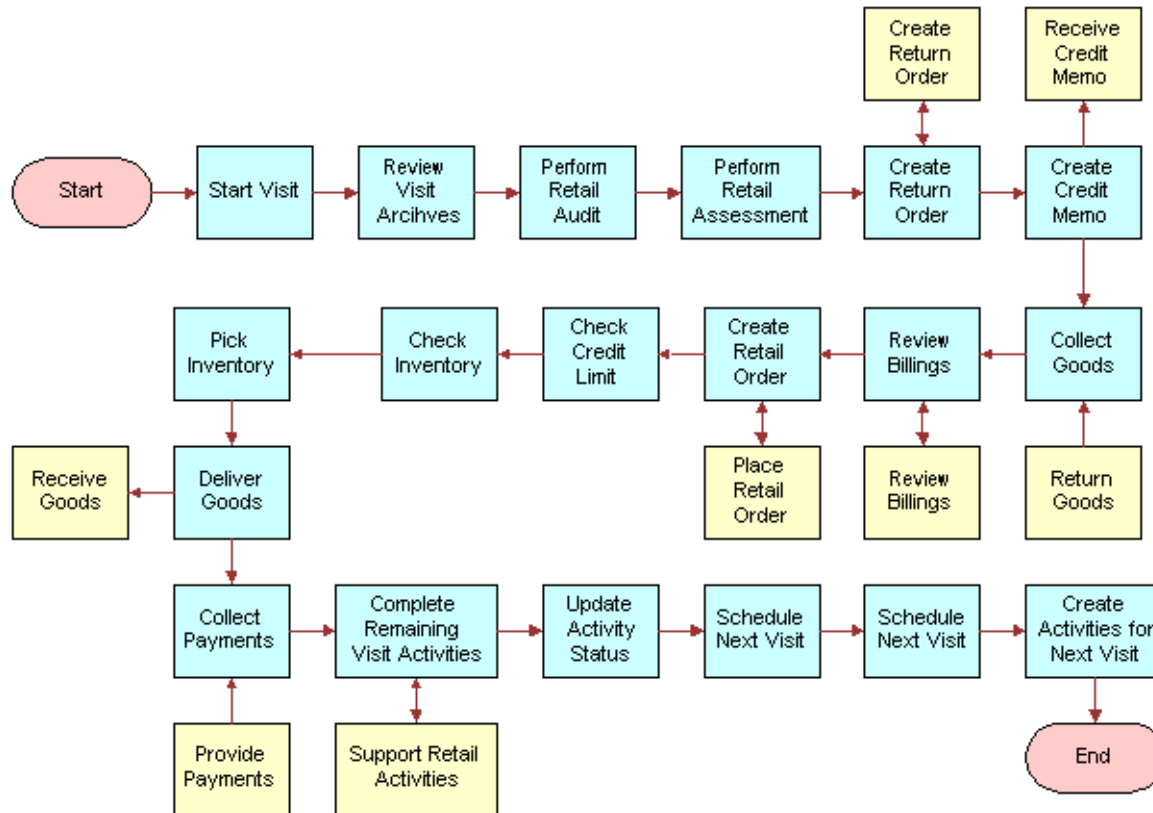 Create
Return
Order
Receive
Credit
Memo
Start
Start Visit
Review
Visit
Arcihves
Perform
Retail
Audit
Perform
Retail
Assessment
Create
Return
Order
Create
Credit
Memo
Pick
Inventory
Check
Inventory
Check
Credit
Limit
Create
Retail
Order
Review
Billings
Collect
Goods
Receive
Goods
Deliver
Goods
Place
Retail
Order
Review
Billings
Return
Goods
Collect
Payments
Complete
Remaining
Visit Activities
Update
Activity
Status
Schedule
Next Visit
Schedule
Next Visit
Create
Activities for
Next Visit
Provide
Payments
Support Retail
Activities
End